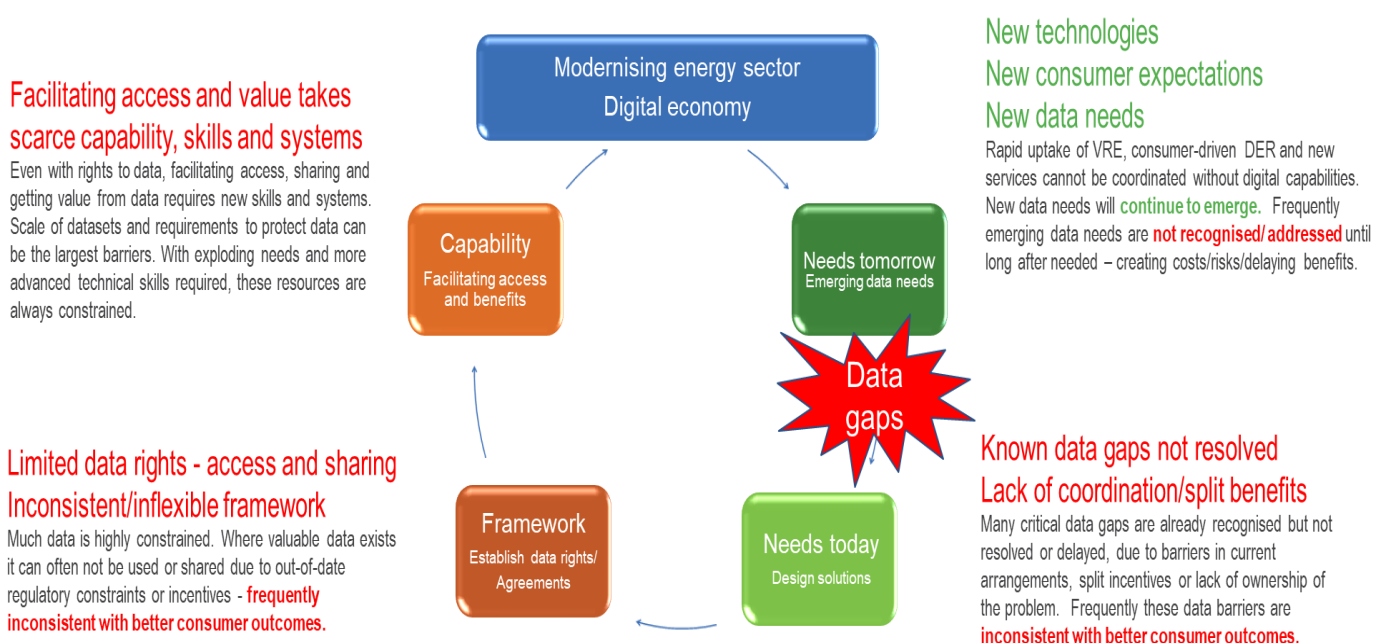 Modernising energy sector
Digital economy
New technologies
New consumer expectations
New data needs
Rapid uptake of VRE, consumer-driven DER and new
services cannot be coordinated without digital capabilities.
New data needs will continue to emerge. Frequently
emerging data needs are not recognised/ addressed until
long after needed – creating costs/risks/delaying benefits.
Needs tomorrow
Emerging data needs
Data
gaps
Known data gaps not resolved
Lack of coordination/split benefits
Many critical data gaps are already recognised but not
resolved or delayed, due to barriers in current
arrangements, split incentives or lack of ownership of
the problem. Frequently these data barriers are
inconsistent with better consumer outcomes.
Needs today
Design solutions
Framework
Establish data rights/
Agreements
Limited data rights - access and sharing
Inconsistent/inflexible framework
Much data is highly constrained. Where valuable data exists
it can often not be used or shared due to out-of-date
regulatory constraints or incentives - frequently
inconsistent with better consumer outcomes.
Capability
Facilitating access
and benefits
Facilitating access and value takes
scarce capability, skills and systems
Even with rights to data, facilitating access, sharing and
getting value from data requires new skills and systems.
Scale of datasets and requirements to protect data can
be the largest barriers. With exploding needs and more
advanced technical skills required, these resources are
always constrained.